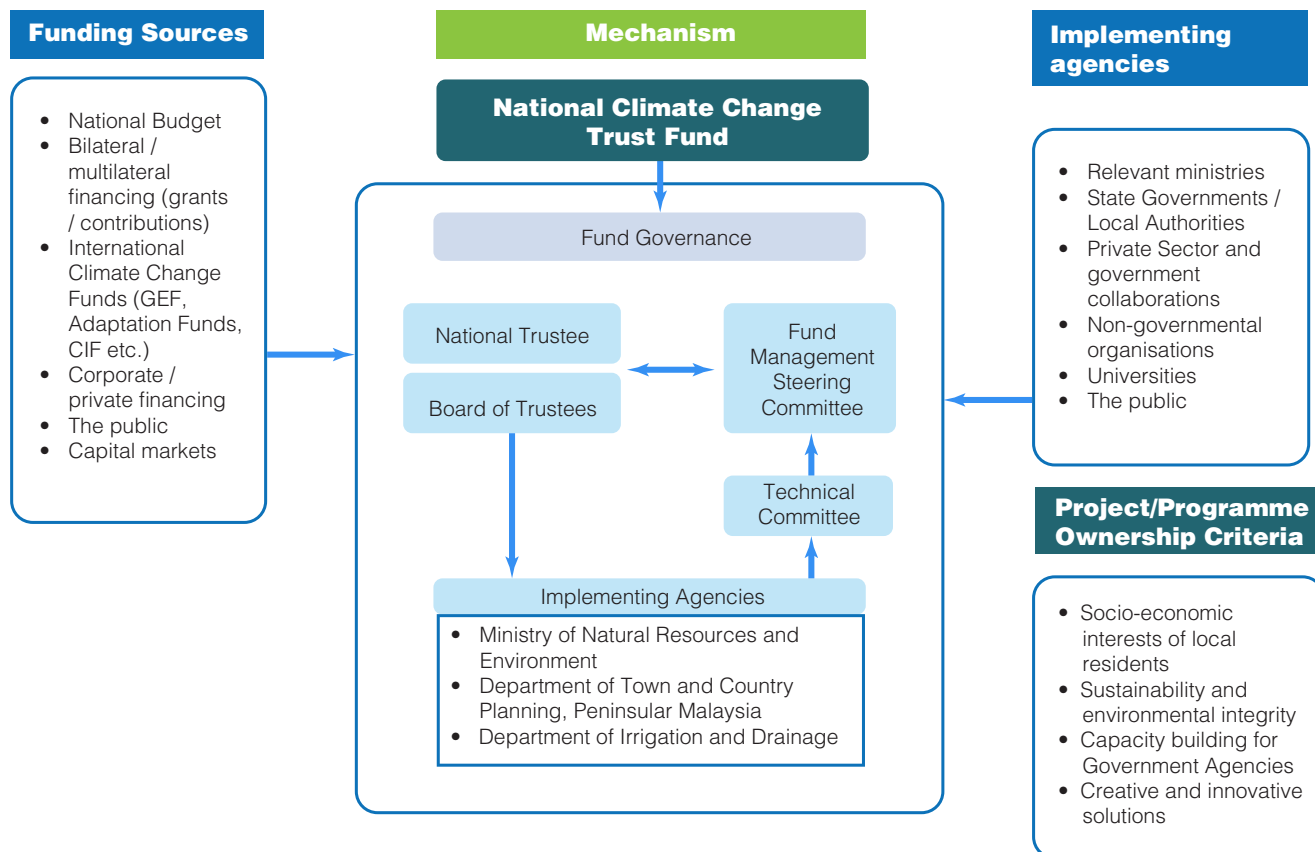 Funding Sources
• National Budget
• Bilateral /
multilateral
financing (grants
/ contributions)
• International
Climate Change
Funds (GEF,
Adaptation Funds,
CIF etc.)
• Corporate /
private financing
• The public
• Capital markets
Mechanism
National Climate Change
Trust Fund
Fund Governance
National Trustee
Board of Trustees
Fund
Management
Steering
Committee
Technical
Committee
Implementing Agencies
• Ministry of Natural Resources and
Environment
• Department of Town and Country
Planning, Peninsular Malaysia
• Department of Irrigation and Drainage
Implementing
agencies
• Relevant ministries
• State Governments /
Local Authorities
• Private Sector and
government
collaborations
• Non-governmental
organisations
• Universities
• The public
Project/Programme
Ownership Criteria
• Socio-economic
interests of local
residents
• Sustainability and
environmental integrity
• Capacity building for
Government Agencies
• Creative and innovative
solutions